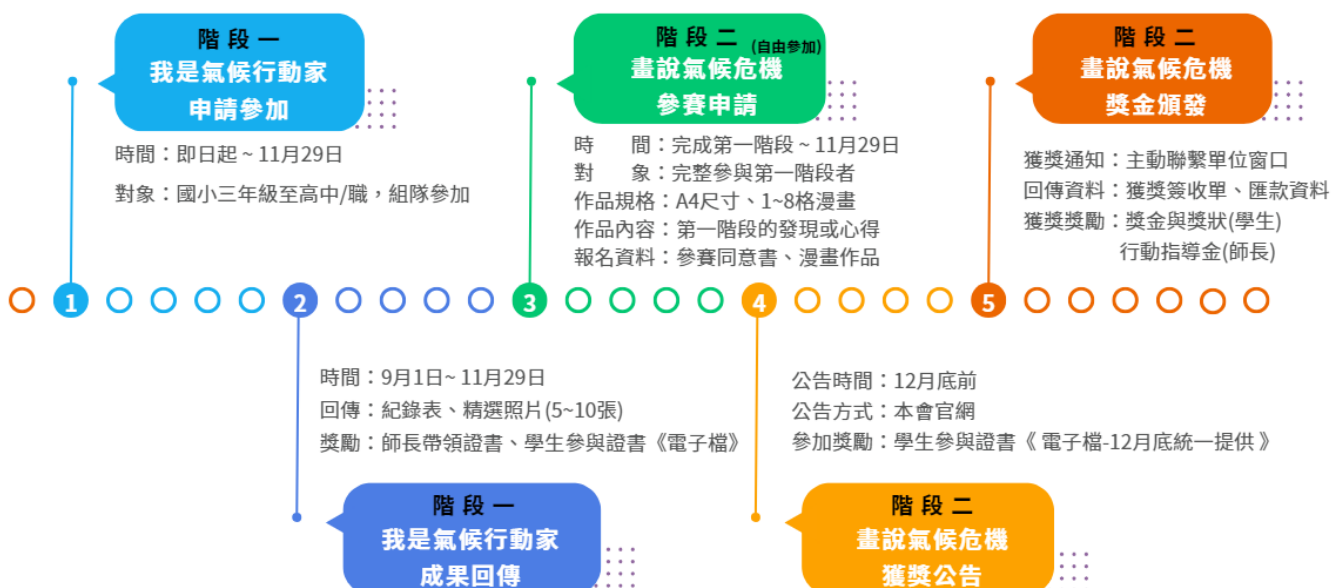 階段一
我是氣候行動家
申請參加
時間：即日起 ~ 11月29日
對象：國小三年級至高中/職，組隊參加
階段二 (自由參加)
畫說氣候危機
參賽申請
時　　間：完成第一階段 ~ 11月29日
對　　象：完整參與第一階段者
作品規格：A4尺寸、1~8格漫畫
作品內容：第一階段的發現或心得
報名資料：參賽同意書、漫畫作品
階段二
畫說氣候危機
獎金頒發
獲獎通知：主動聯繫單位窗口
回傳資料：獲獎簽收單、匯款資料
獲獎獎勵：獎金與獎狀(學生)
行動指導金(師長)
1
2
3
4
5
時間：9月1日~ 11月29日
回傳：紀錄表、精選照片(5~10張)
獎勵：師長帶領證書、學生參與證書《電子檔》
階段一
我是氣候行動家
成果回傳
公告時間：12月底前
公告方式：本會官網
參加獎勵：學生參與證書《 電子檔-12月底統一提供 》
階段二
畫說氣候危機
獲獎公告